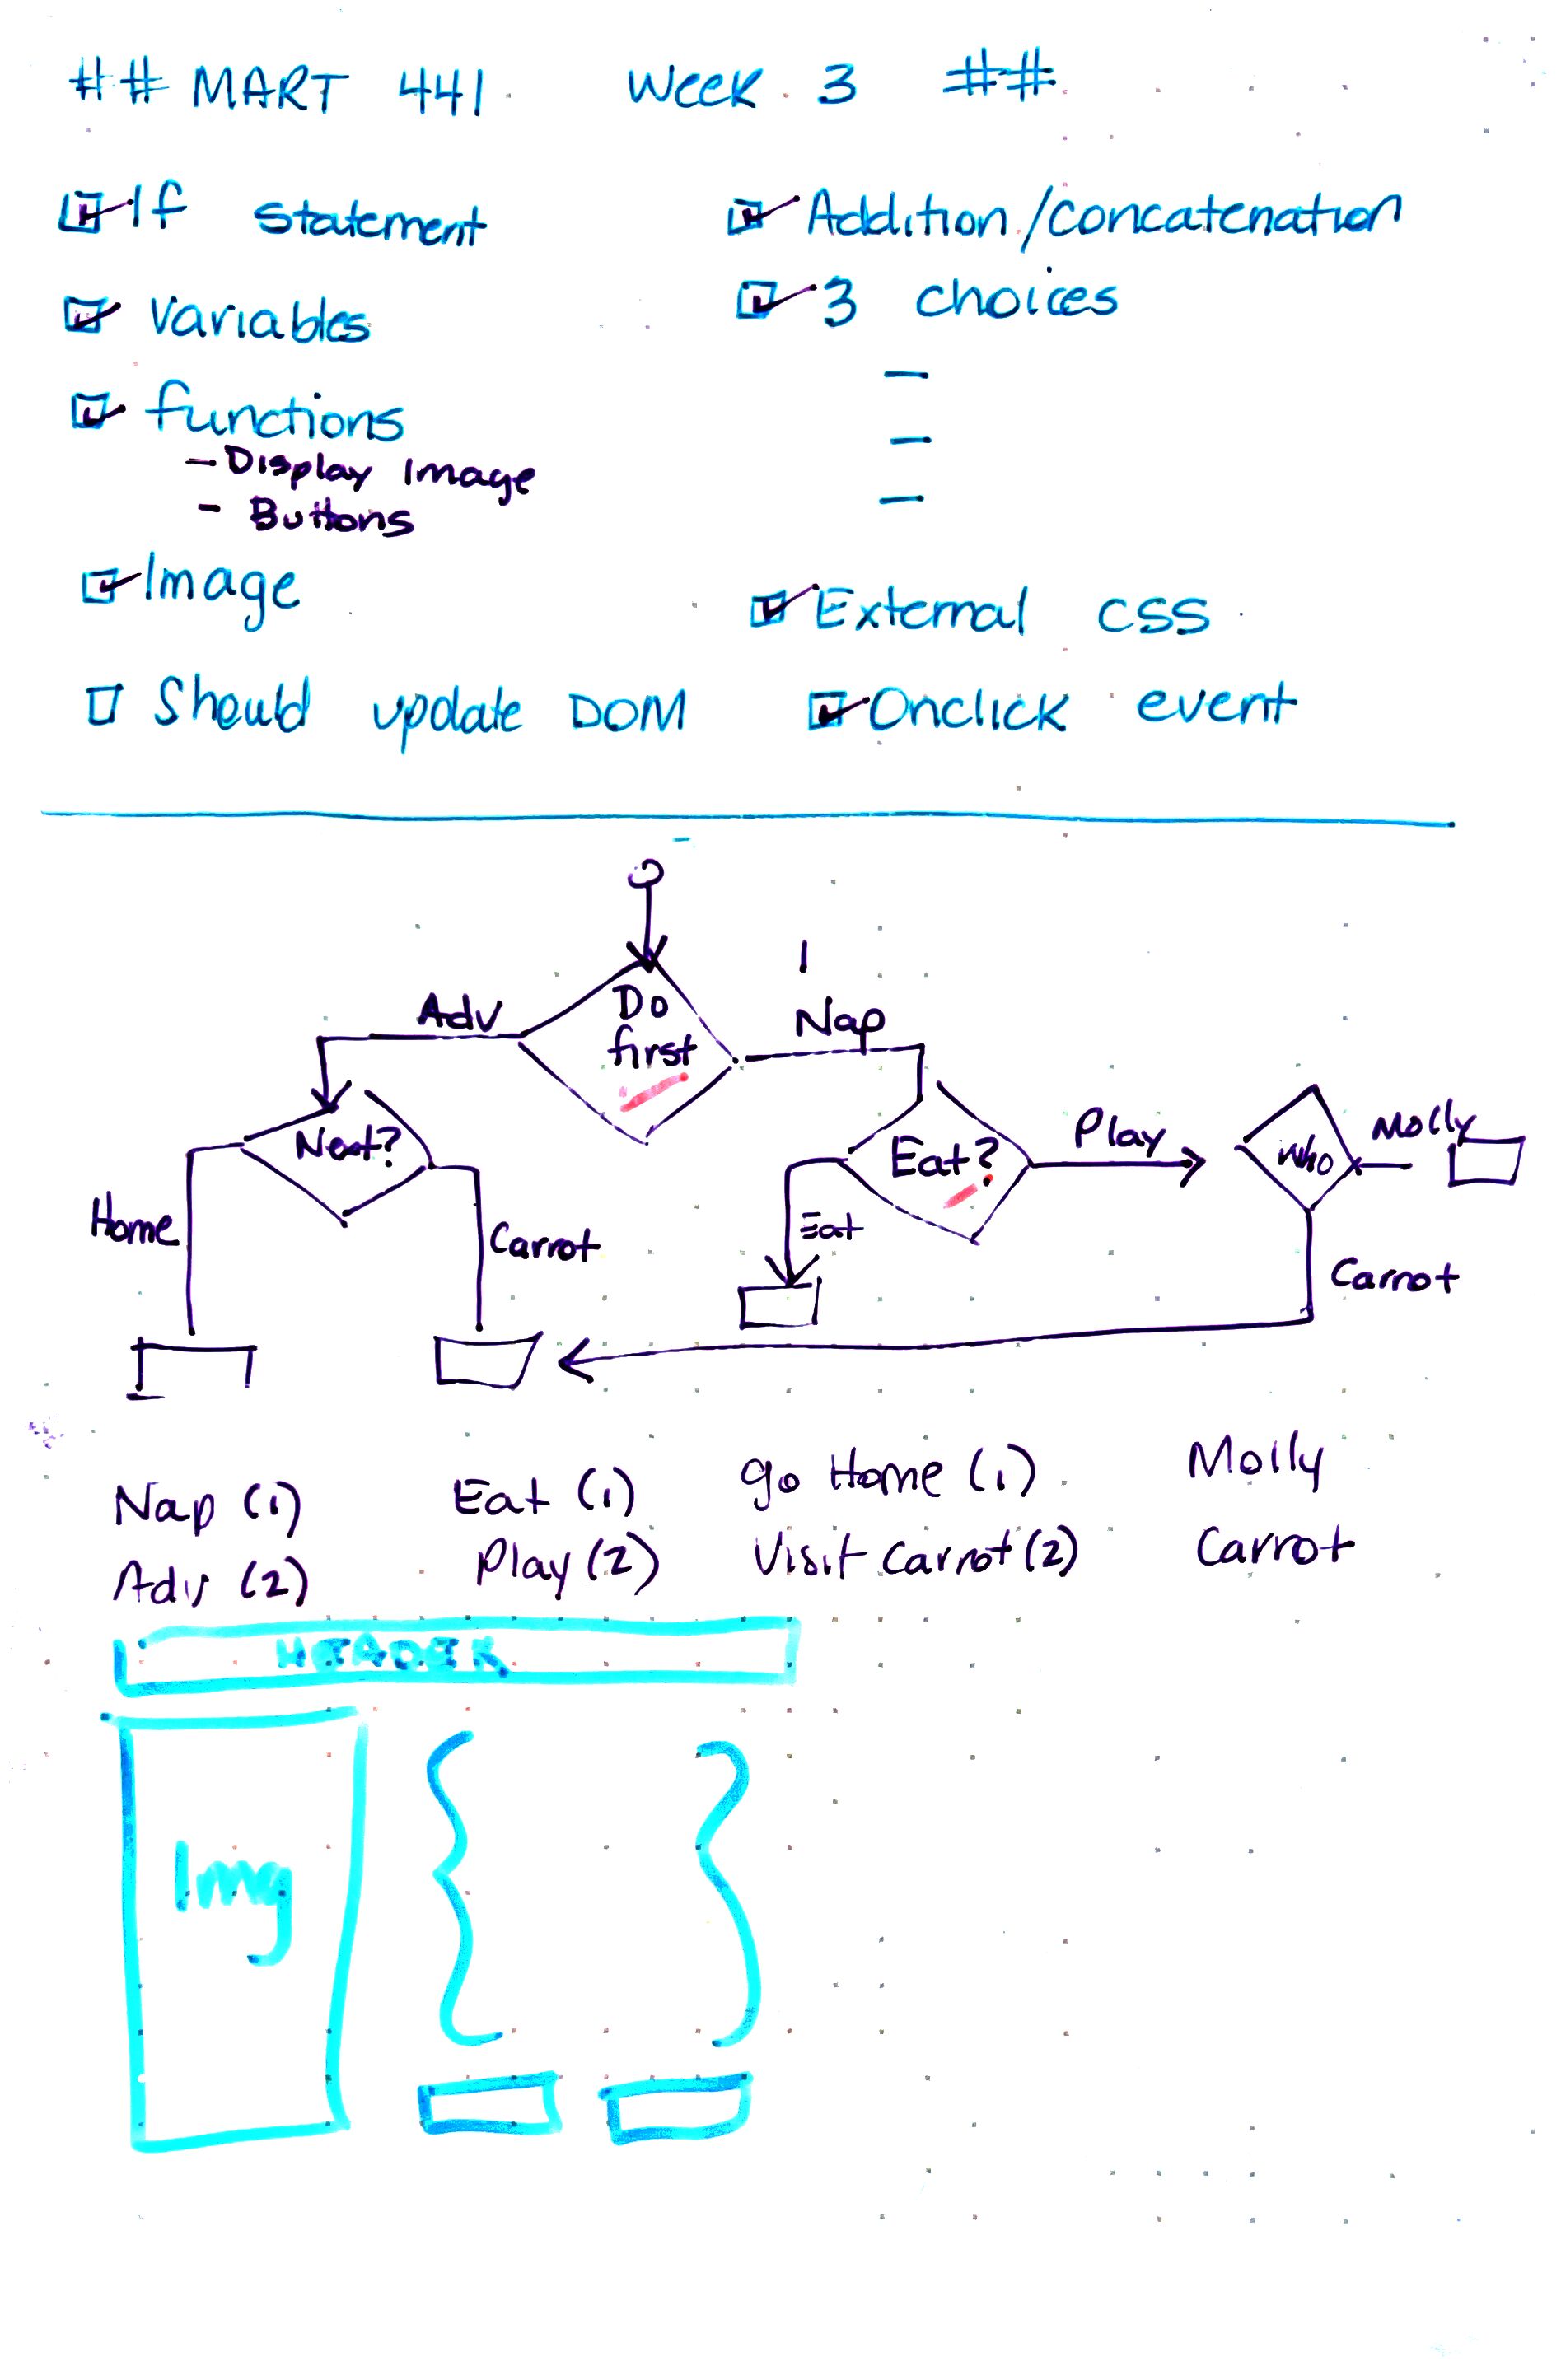 ## MART 441 Week 3 ##
If Statement
Variables
functions
- Display Image
- Buttons
Image
Should update DOM
Addition/Concatenation
3 choices
External CSS
Onclick event
Do
first
Adv
1
Nap
Next?
Home
Carrot
Eat?
Eat
Play
Who
Molly
Carrot
Nap (1)
Adv (2)
Eat (1)
Play (2)
go Home (1)
Visit Carrot (2)
Molly
Carrot
HEADER
Img